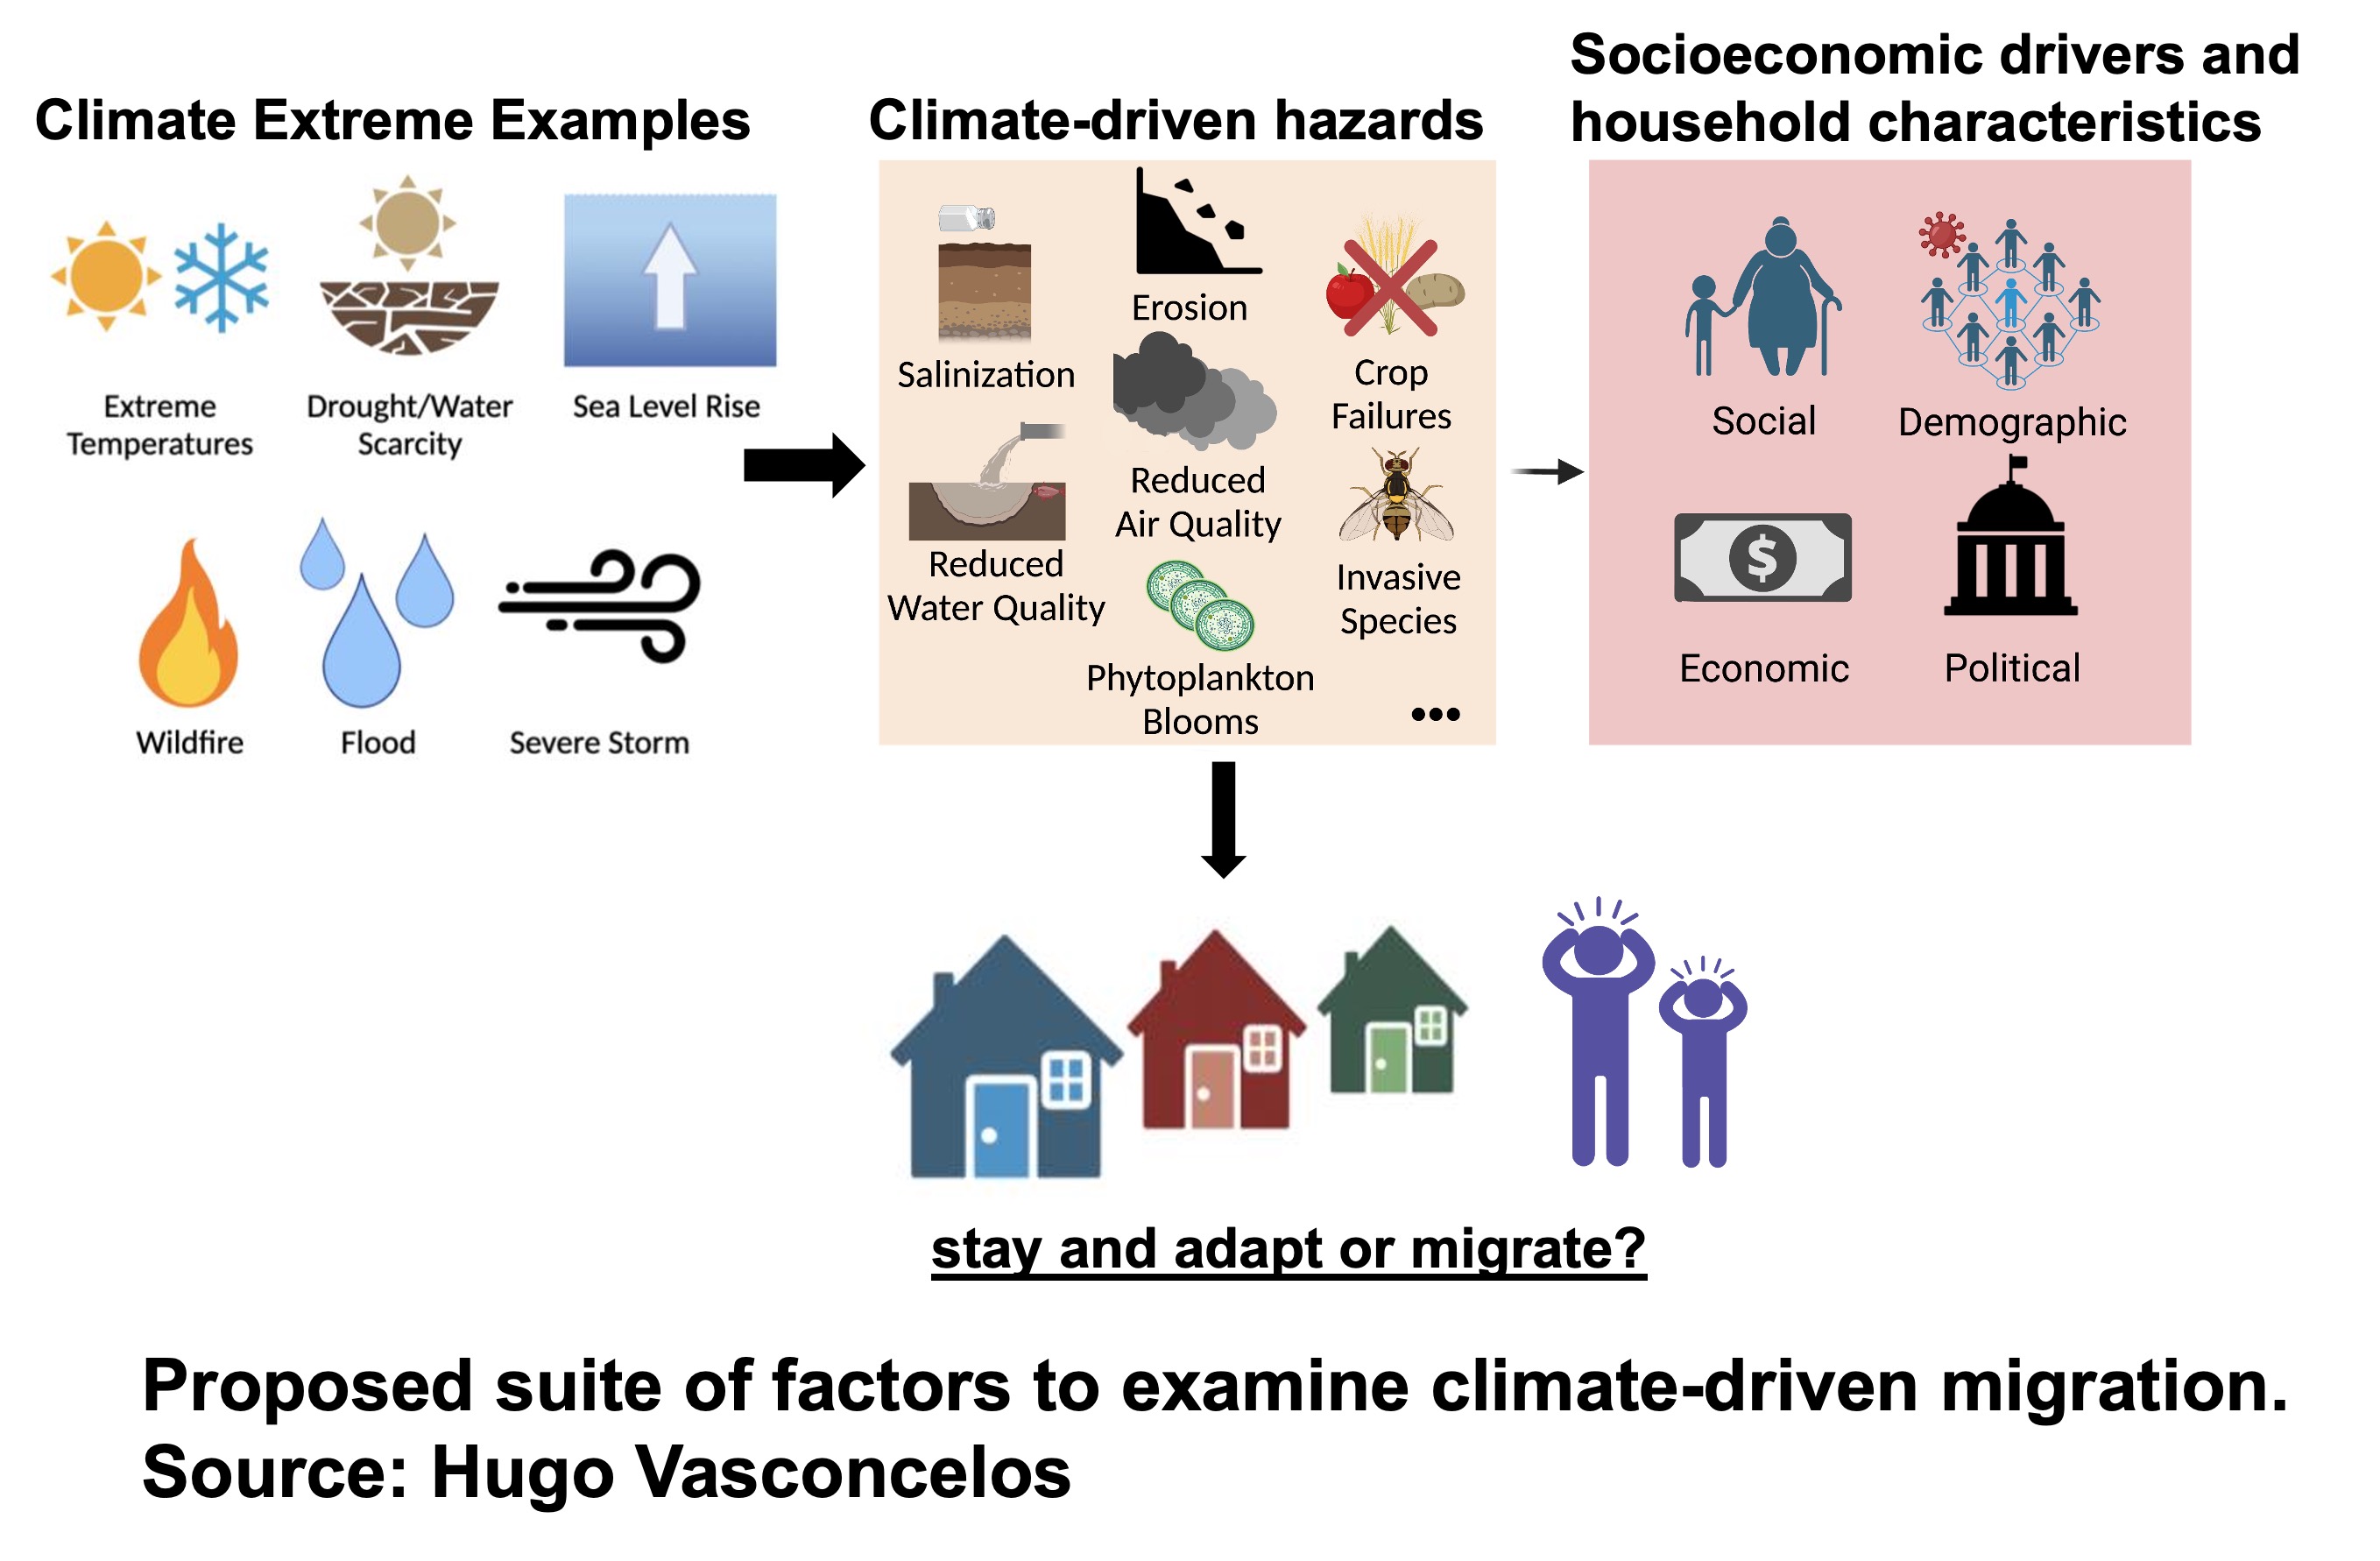 Climate Extreme Examples
Extreme
Temperatures
Drought/Water
Scarcity
Sea Level Rise
Wildfire
Flood
Severe Storm
Climate-driven hazards
Salinization
Erosion
Crop
Failures
Reduced
Water Quality
Reduced
Air Quality
Invasive
Species
Phytoplankton
Blooms
•••
Socioeconomic drivers and
household characteristics
Social
Demographic
$
Economic
Political
stay and adapt or migrate?
Proposed suite of factors to examine climate-driven migration.
Source: Hugo Vasconcelos